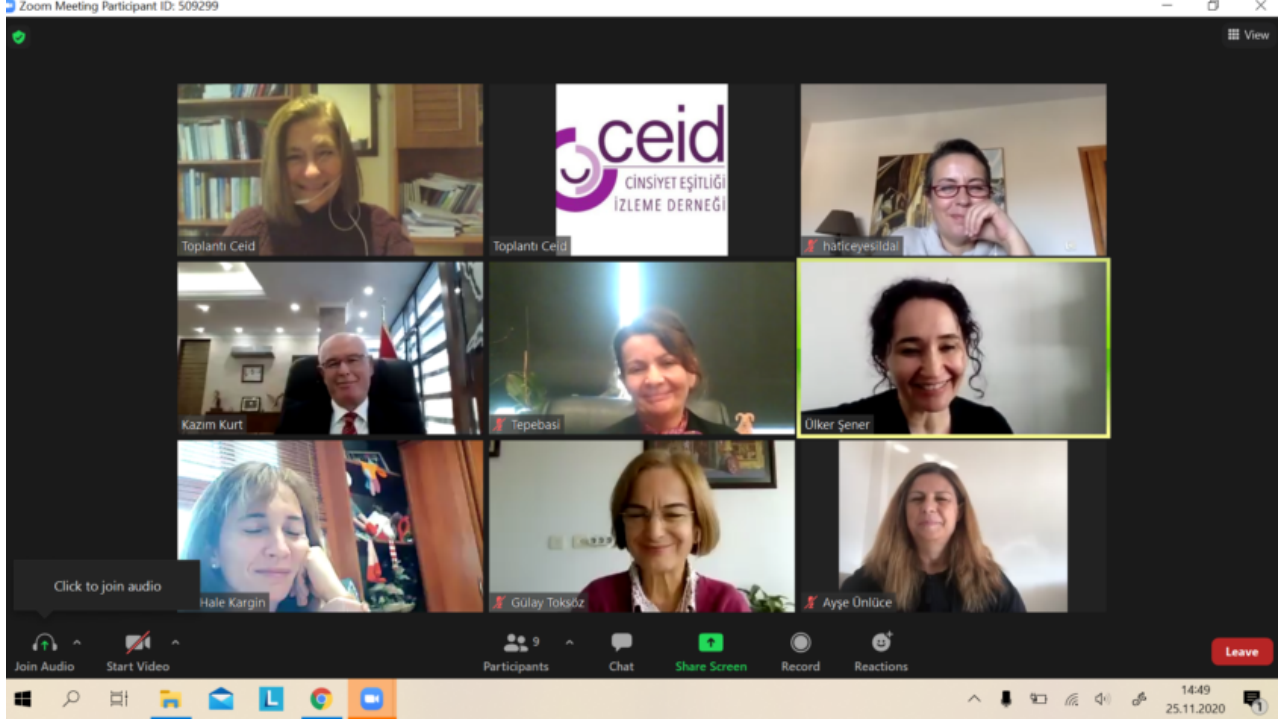 Zoom Meeting Participant ID: 509299
View
ceid
CİNSİYET EŞİTLİĞİ
İZLEME DERNEĞİ
Toplantı Ceid
Toplantı Ceid
haticeyesildal
Kazim Kurt
Tepebasi
Ülker Şener
Hale Kargin
Gülay Toksöz
Ayşe Ünlüce
Click to join audio
Join Audio
Start Video
9
Participants
Chat
Share Screen
Record
Reactions
Leave
L
14:49
25.11.2020
1